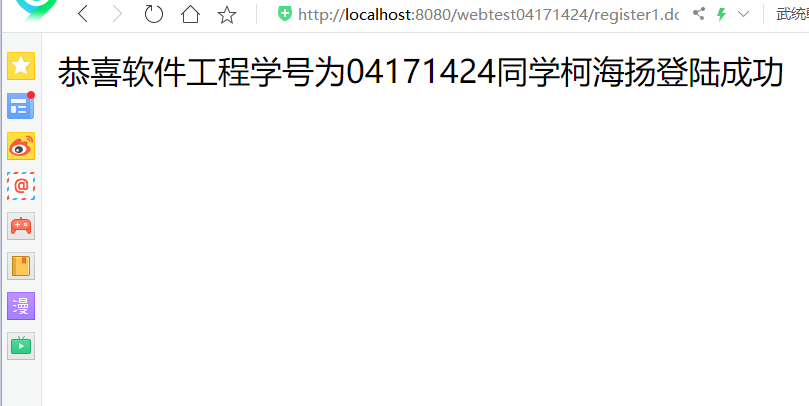 http://localhost:8080/webtest04171424/register1.do
武统
恭喜软件工程学号为04171424同学柯海扬登陆成功
@
漫